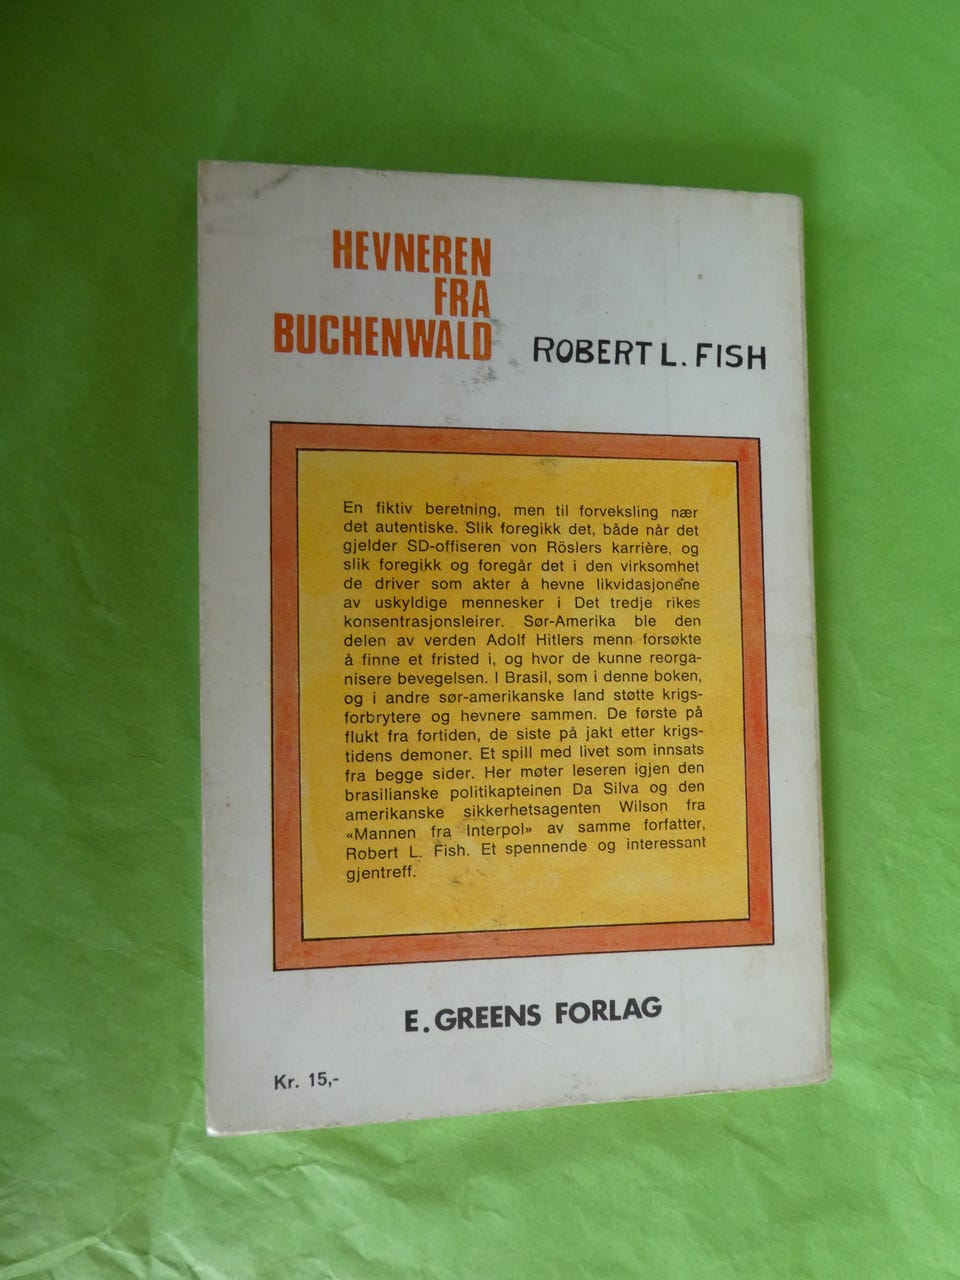 HEVNEREN
FRA
BUCHENWALD
ROBERT L. FISH
En fiktiv beretning, men til forveksling nær
det autentiske. Slik foregikk det, både når det
gjelder SD-offiseren von Röslers karrière, og
slik foregikk og foregår det i den virksomhet
de driver som akter å hevne likvidasjonene
av uskyldige mennesker i Det tredje rikes
konsentrasjonsleirer. Sør-Amerika ble den
delen av verden Adolf Hitlers menn forsøkte
å finne et fristed i, og hvor de kunne reorga-
nisere bevegelsen. I Brasil, som i denne boken,
og i andre sør-amerikanske land støtte krigs-
forbrytere og hevnere sammen. De første på
flukt fra fortiden, de siste på jakt etter krigs-
tidens demoner. Et spill med livet som innsats
fra begge sider. Her møter leseren igjen den
brasilianske politikapteinen Da Silva og den
amerikanske sikkerhetsagenten Wilson fra
«Mannen fra Interpol» av samme forfatter,
Robert L. Fish. Et spennende og interessant
gjentreff.
E. GREENS FORLAG
Kr. 15,-